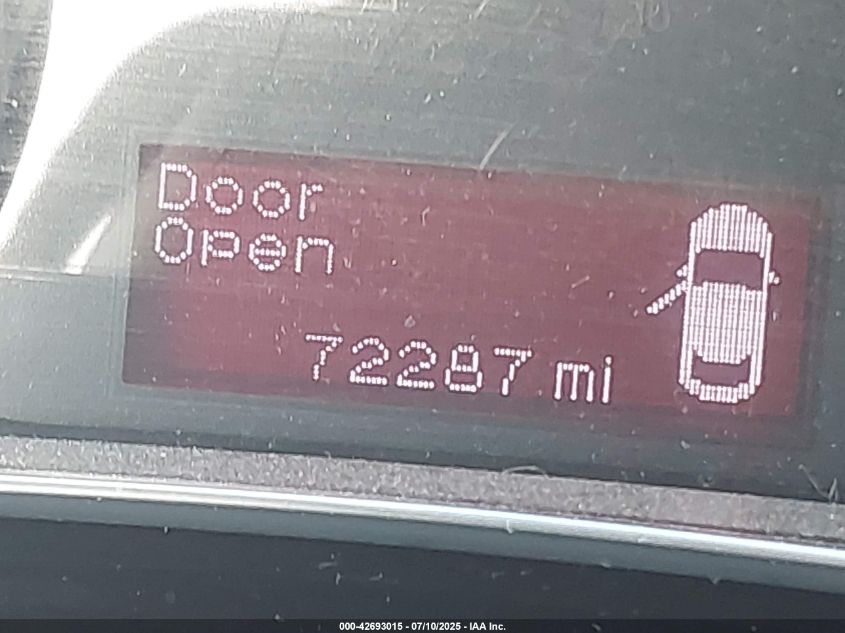 Door
Open
72287 mi
000-42693015 - 07/10/2025 - IAA Inc.